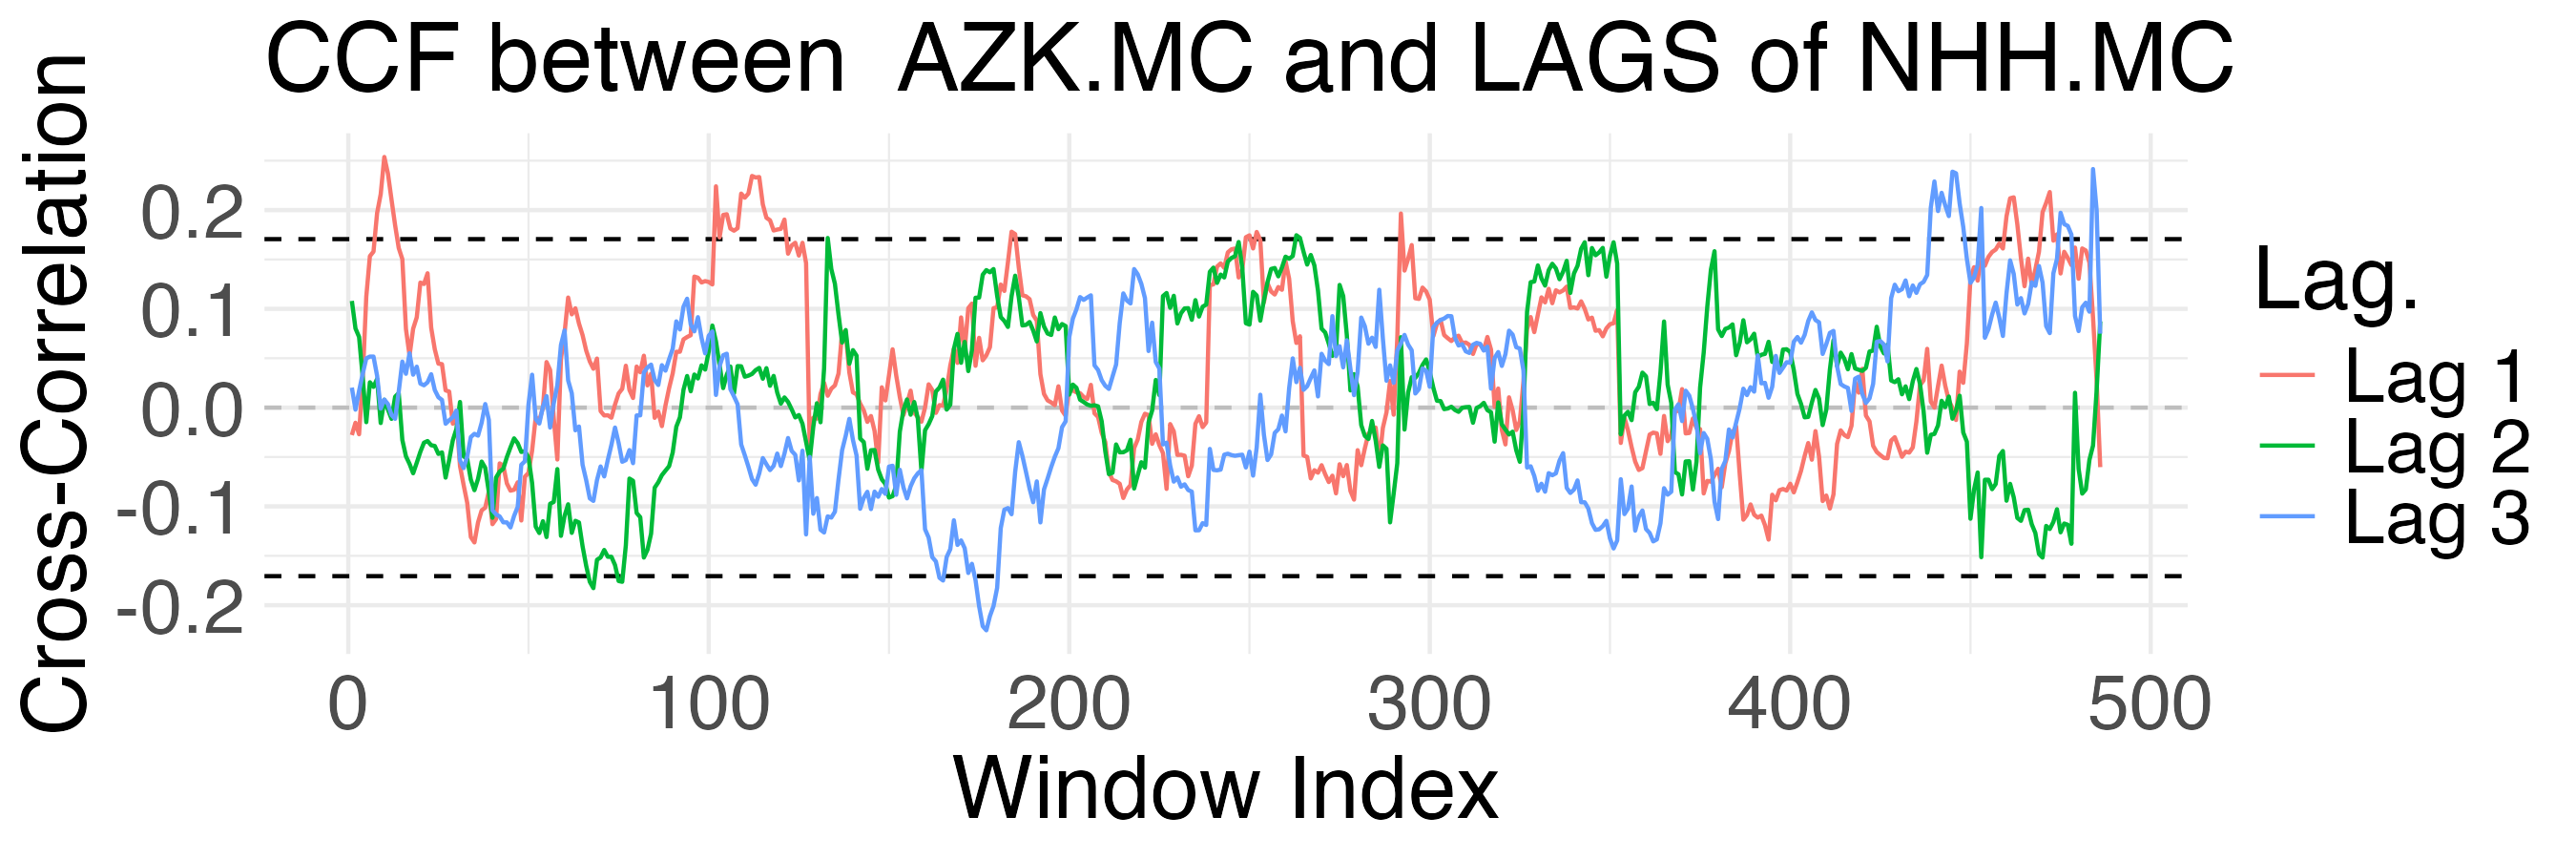 CCF between  AZK.MC and LAGS of NHH.MC
Cross-Correlation
0.2
0.1
0.0
-0.1
-0.2
0 100 200 300 400 500
Window Index
Lag.
Lag 1
Lag 2
Lag 3